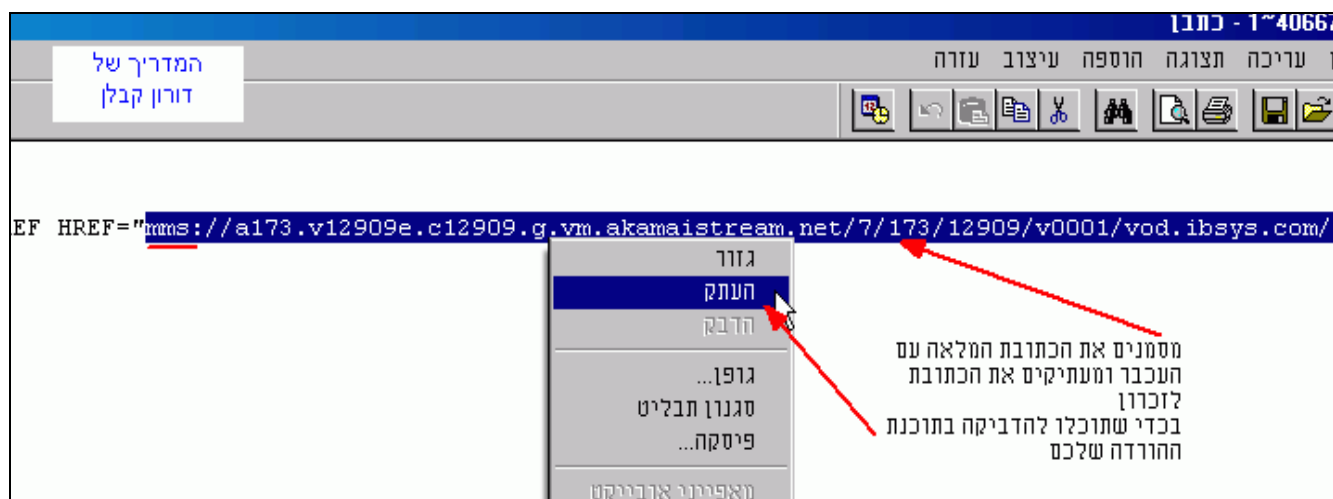 40667~1 - כתבן
עריכה תצוגה הוספה עיצוב עזרה
המדריך של
דורון קבלן
EF HREF="mms://a173.v12909e.c12909.g.vm.akamaistream.net/7/173/12909/v0001/vod.ibsys.com/
גזור
העתק
הדבק
גופן...
סגנון תבליט
פיסקה...
מאפייני אובייקט
מסמנים את הכתובת המלאה עם
העכבר ומעתיקים את הכתובת
לזכרון
בכדי שתוכלו להדביקה בתוכנת
ההורדה שלכם